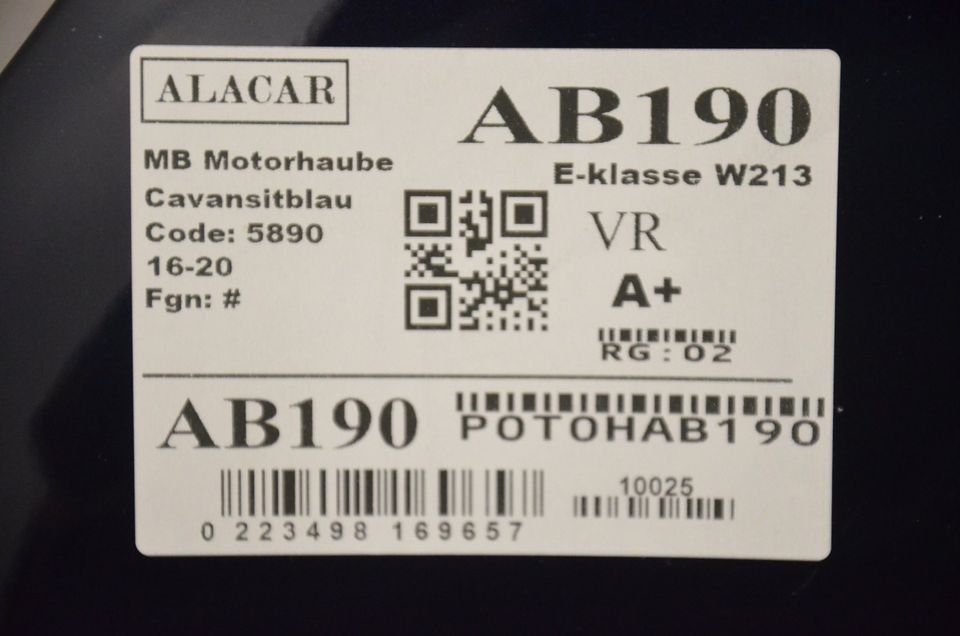 ALACAR
AB190
MB Motorhaube
E-klasse W213
Cavansitblau
Code: 5890
VR
16-20
A+
Fgn: #
RG:02
AB190
POTOHAB190
10025
0 223498 169657